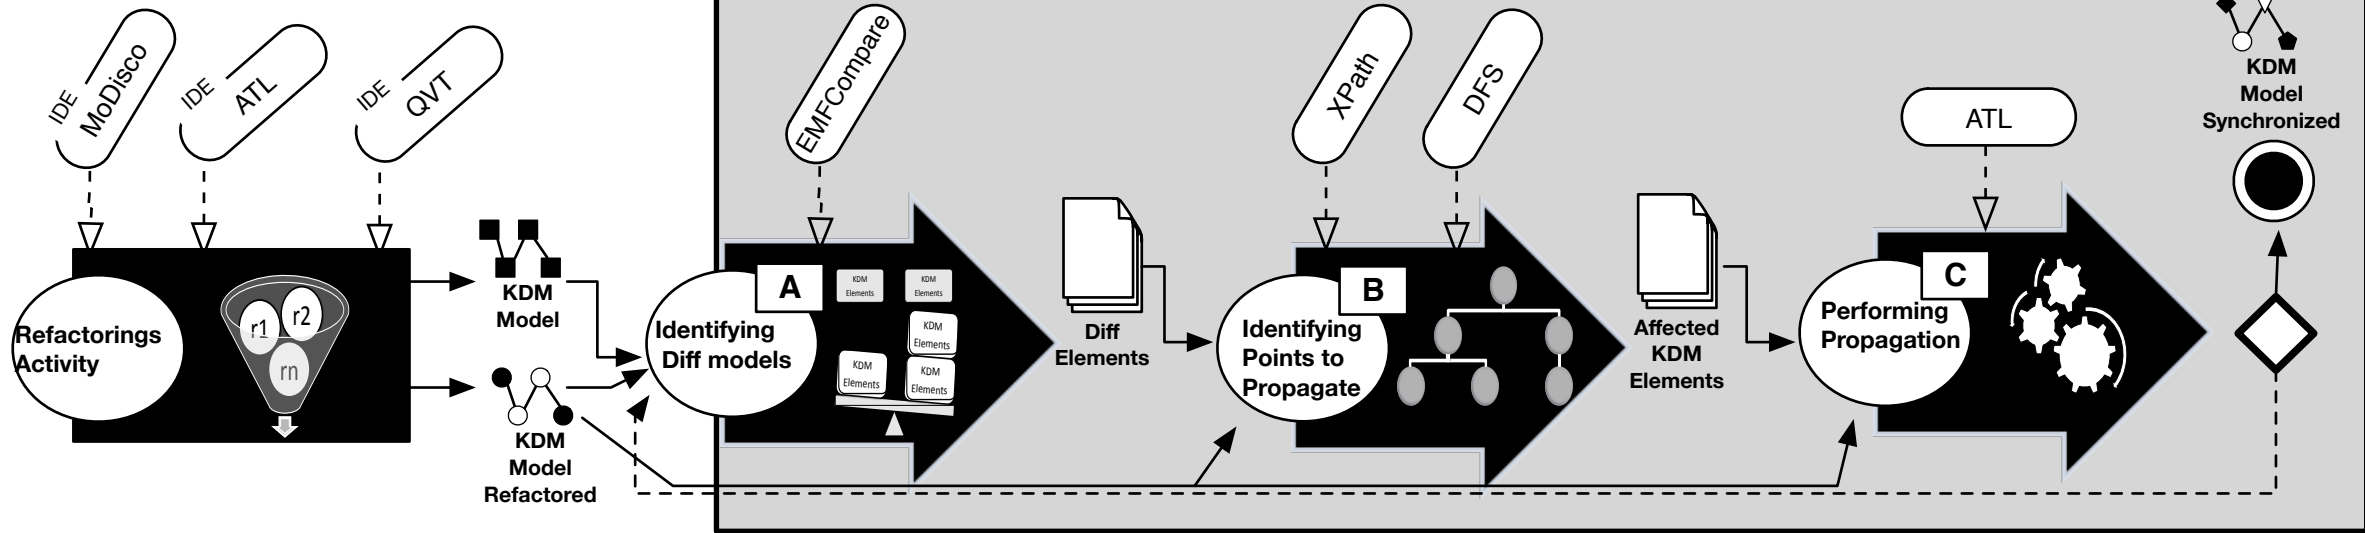 IDE
MoDisco
IDE
ATL
IDE
QVT
Refactorings
Activity
r1
r2
rn
KDM
Model
KDM
Model
Refactored
EMFCompare
A
Identifying
Diff models
KDM
Elements
KDM
Elements
KDM
Elements
KDM
Elements
KDM
Elements
Diff
Elements
XPath
DFS
B
Identifying
Points to
Propagate
Affected
KDM
Elements
ATL
C
Performing
Propagation
KDM
Model
Synchronized